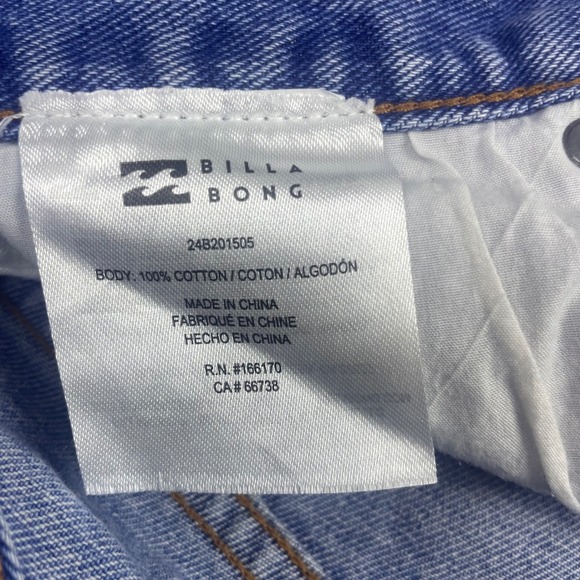 BILLA
BONG
24B201505
BODY: 100% COTTON / COTON / ALGODÓN
MADE IN CHINA
FABRIQUÉ EN CHINE
HECHO EN CHINA
R.N. #166170
CA# 66738